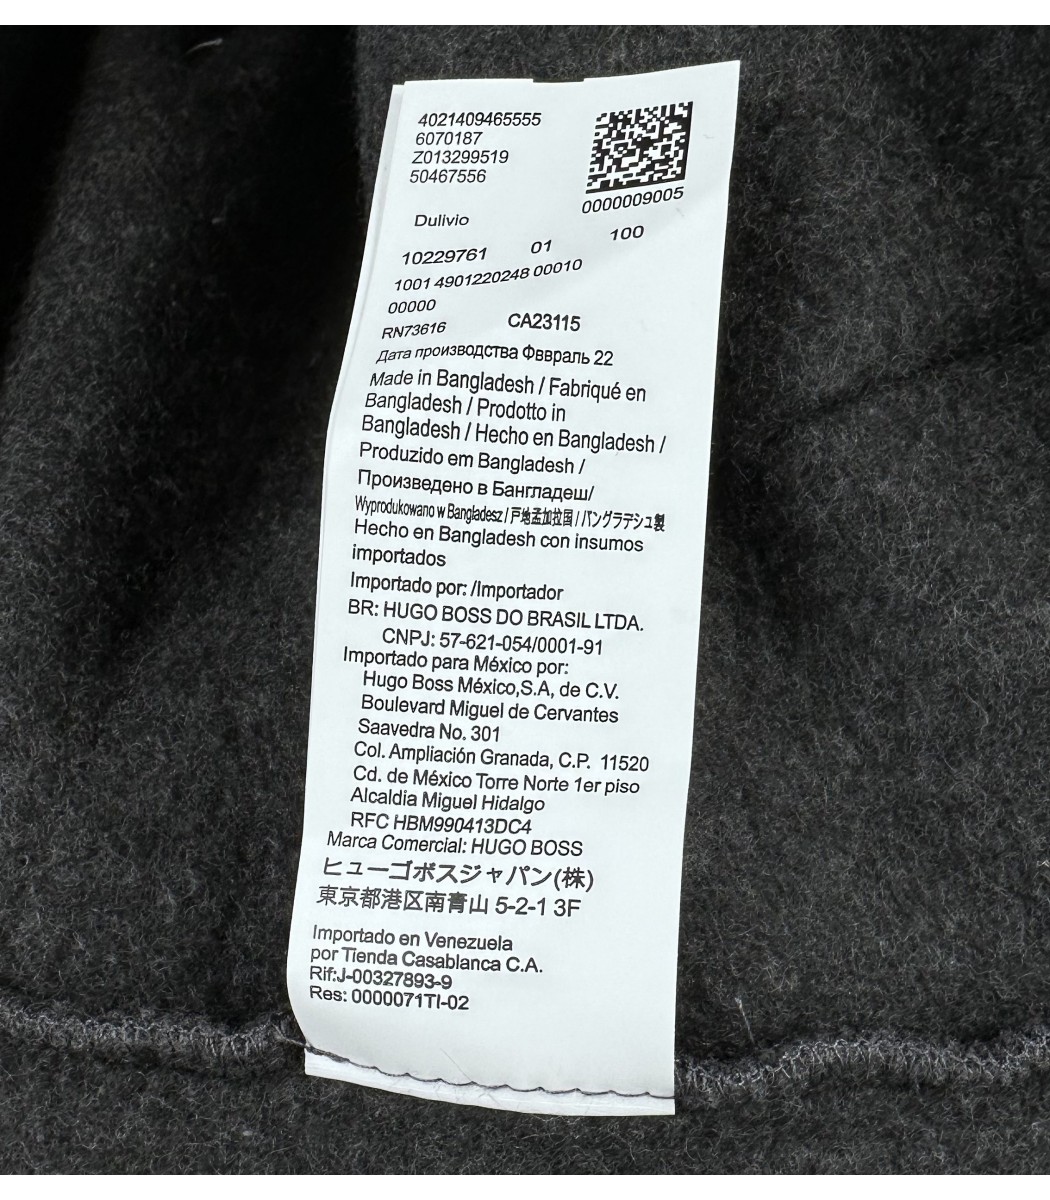 4021409465555
6070187
Z013299519
50467556
0000009005
Dulivio
10229761 01 100
1001 4901220248 00010
00000
RN73616 CA23115
Дата производства Фввраль 22
Made in Bangladesh / Fabriqué en
Bangladesh / Prodotto in
Bangladesh / Hecho en Bangladesh /
Produzido em Bangladesh /
Произведено в Бангладеш/
Wyprodukowano w Bangladesz / 戸地孟加拉国 / バングラデシュ製
Hecho en Bangladesh con insumos
importados
Importado por: /Importador
BR: HUGO BOSS DO BRASIL LTDA.
CNPJ: 57-621-054/0001-91
Importado para México por:
Hugo Boss México,S.A, de C.V.
Boulevard Miguel de Cervantes
Saavedra No. 301
Col. Ampliación Granada, C.P. 11520
Cd. de México Torre Norte 1er piso
Alcaldia Miguel Hidalgo
RFC HBM990413DC4
Marca Comercial: HUGO BOSS
ヒューゴボスジャパン(株)
東京都港区南青山 5-2-1 3F
Importado en Venezuela
por Tienda Casablanca C.A.
Rif:J-00327893-9
Res: 0000071TI-02